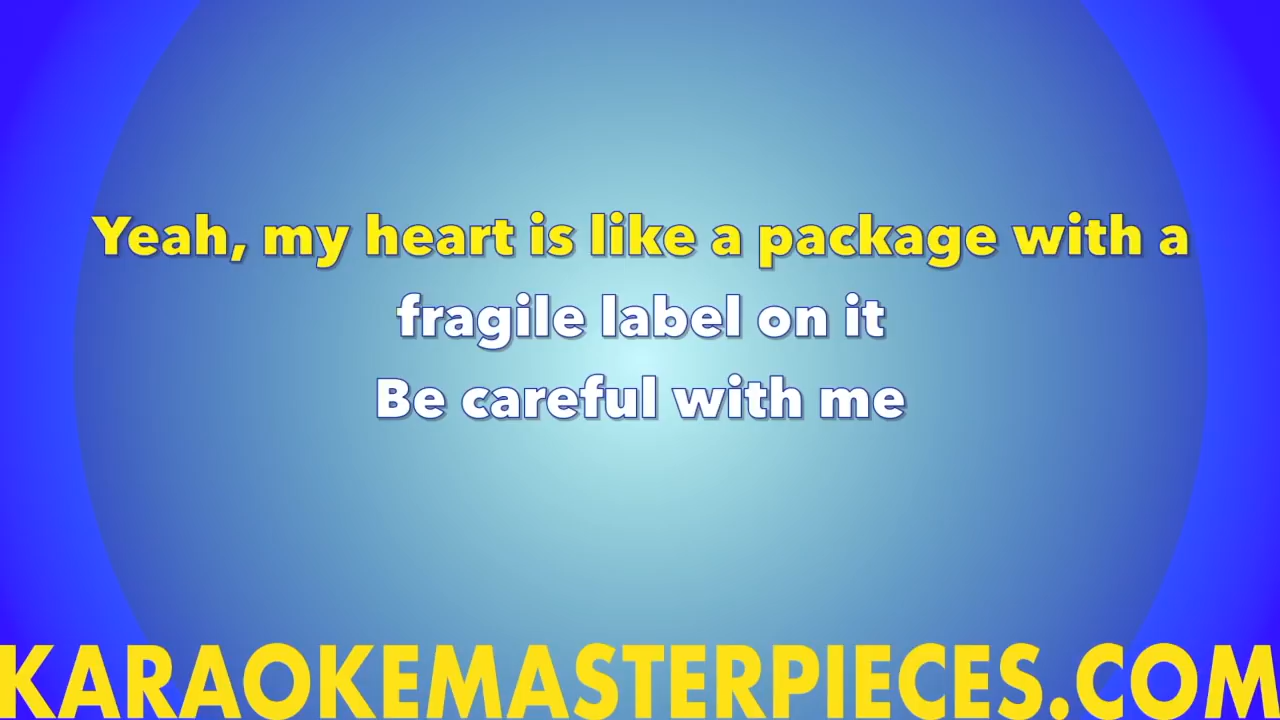 Yeah, my heart is like a package with a
fragile label on it
Be careful with me
KARAOKEMASTERPIECES.COM